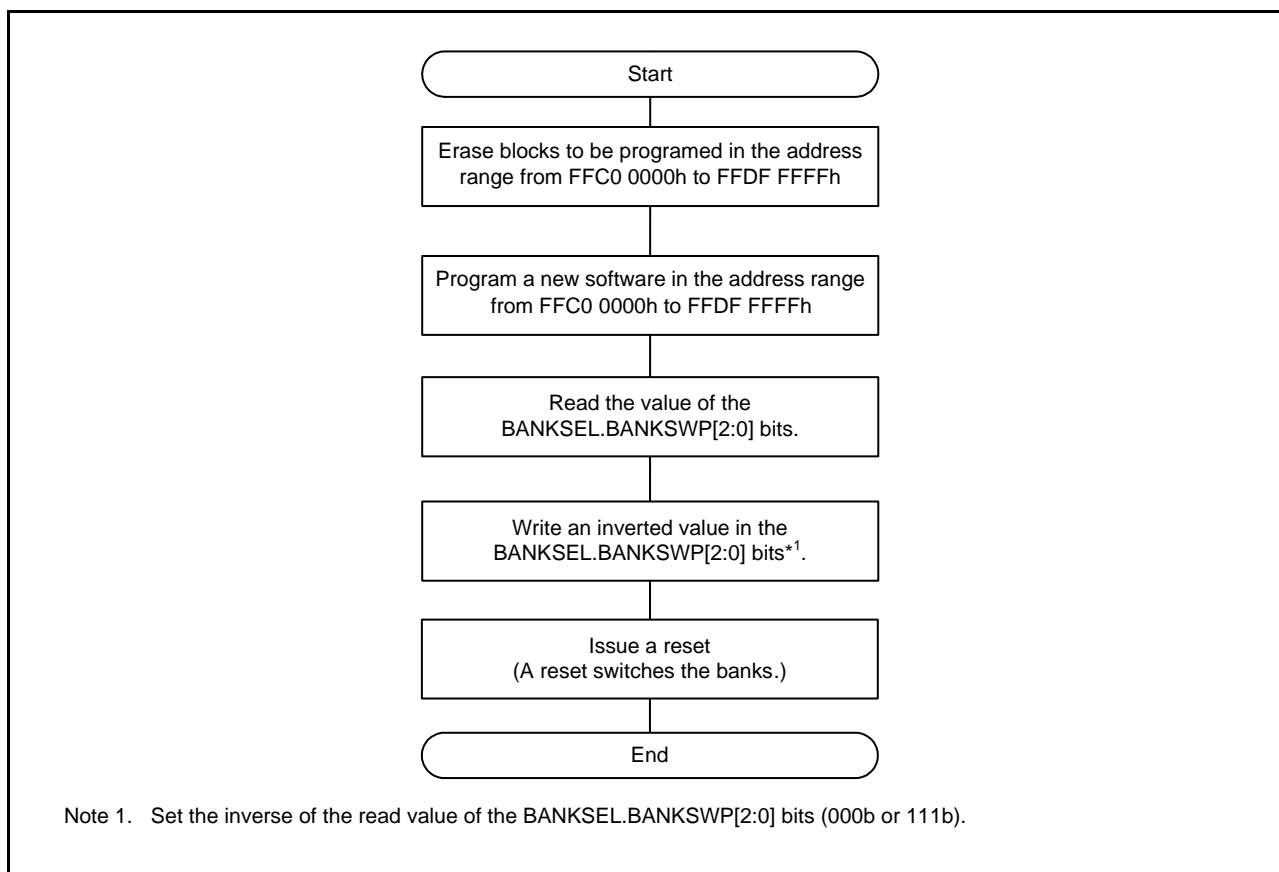 Start
Erase blocks to be programed in the address
range from FFC0 0000h to FFDF FFFFh
Program a new software in the address range
from FFC0 0000h to FFDF FFFFh
Read the value of the
BANKSEL.BANKSWP[2:0] bits.
Write an inverted value in the
BANKSEL.BANKSWP[2:0] bits*1.
Issue a reset
(A reset switches the banks.)
End
Note 1. Set the inverse of the read value of the BANKSEL.BANKSWP[2:0] bits (000b or 111b).